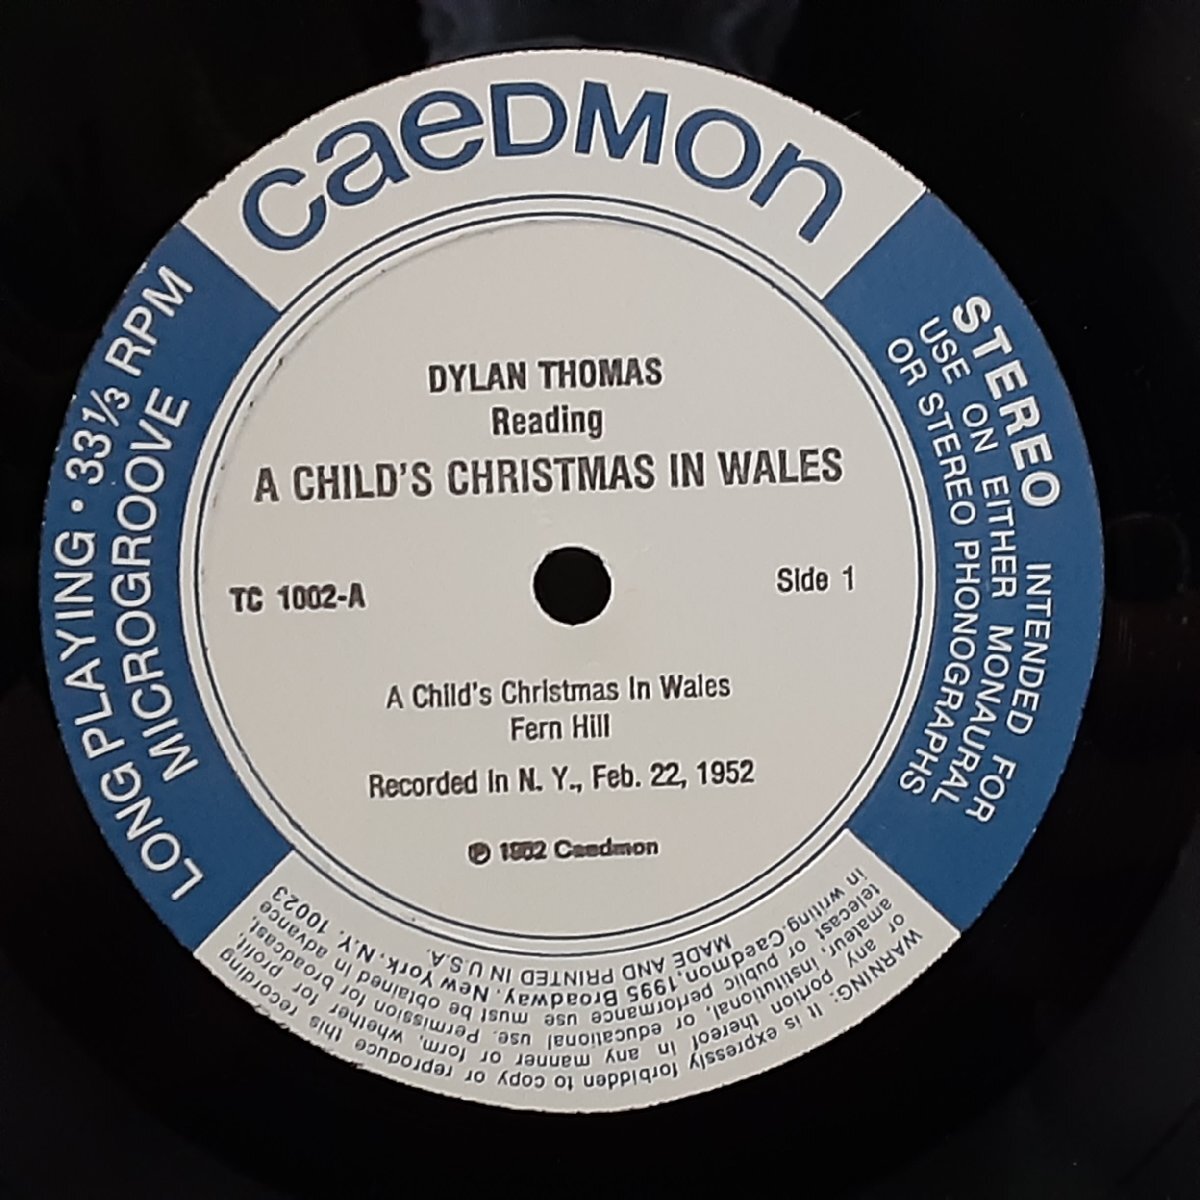 caeDmon
DYLAN THOMAS
Reading
A CHILD'S CHRISTMAS IN WALES
TC 1002-A
Side 1
A Child's Christmas In Wales
Fern Hill
Recorded In N. Y., Feb. 22, 1952
℗ 1952 Caedmon
LONG PLAYING • 33⅓ RPM
MICROGROOVE
STEREO INTENDED FOR
USE ON EITHER MONAURAL
OR STEREO PHONOGRAPHS
WARNING: It is expressly forbidden to copy or reproduce this recording
or any portion thereof in any manner or form, whether for profit,
amateur, institutional, or educational use. Permission for broadcast,
telecast or public performance use must be obtained in advance
in writing-Caedmon, 1995 Broadway, New York, N.Y. 10023
MADE AND PRINTED IN U.S.A.